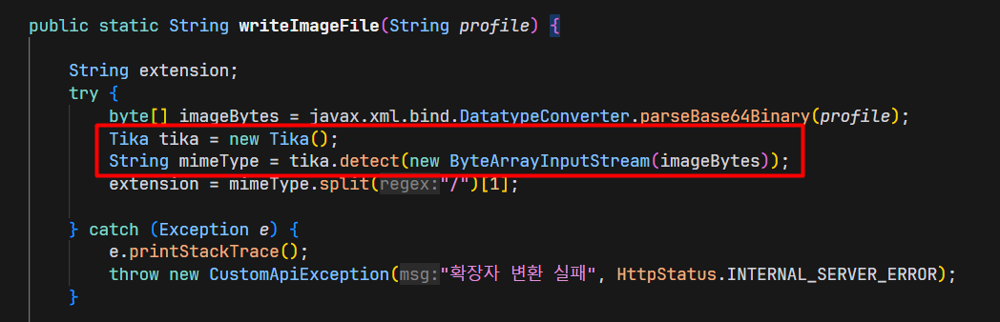 public static String writeImageFile(String profile) {
String extension;
try {
byte[] imageBytes = javax.xml.bind.DatatypeConverter.parseBase64Binary(profile);
Tika tika = new Tika();
String mimeType = tika.detect(new ByteArrayInputStream(imageBytes));
extension = mimeType.split(regex:"/")[1];
} catch (Exception e) {
e.printStackTrace();
throw new CustomApiException(msg:"확장자 변환 실패", HttpStatus.INTERNAL_SERVER_ERROR);
}